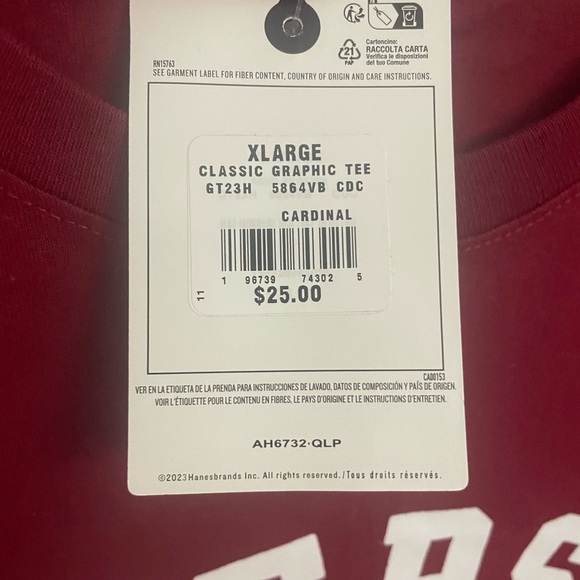 21
PAP
Cartoncino:
RACCOLTA CARTA
Verifica le disposizioni
del tuo Comune
RN15763
SEE GARMENT LABEL FOR FIBER CONTENT, COUNTRY OF ORIGIN AND CARE INSTRUCTIONS.
XLARGE
CLASSIC GRAPHIC TEE
GT23H 5864VB CDC
CARDINAL
1 96739 74302 5
11
$25.00
CA00153
VER EN LA ETIQUETA DE LA PRENDA PARA INSTRUCCIONES DE LAVADO, DATOS DE COMPOSICIÓN Y PAÍS DE ORIGEN.
VOIR L'ÉTIQUETTE POUR LE CONTENU EN FIBRES, LE PAYS D'ORIGINE ET LE INSTRUCTIONS D'ENTRETIEN.
AH6732-QLP
©2023 Hanesbrands Inc. All rights reserved. / Tous droits réservés.